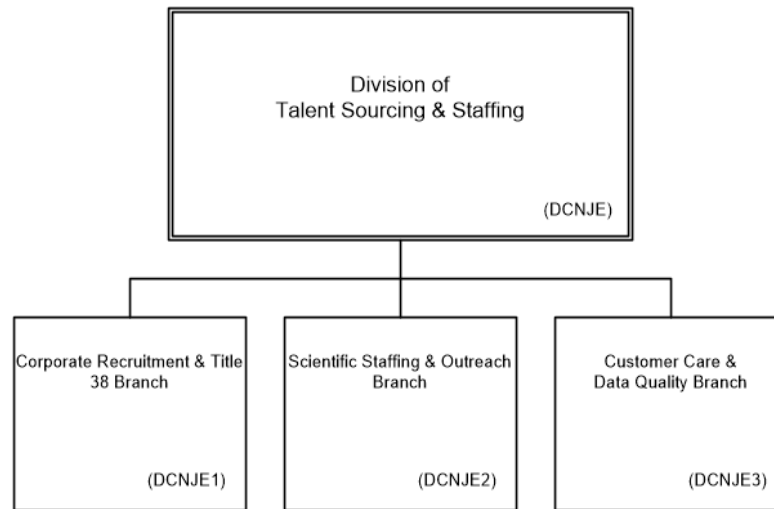 Division of
Talent Sourcing & Staffing
(DCNJE)
Corporate Recruitment & Title
38 Branch
(DCNJE1)
Scientific Staffing & Outreach
Branch
(DCNJE2)
Customer Care &
Data Quality Branch
(DCNJE3)